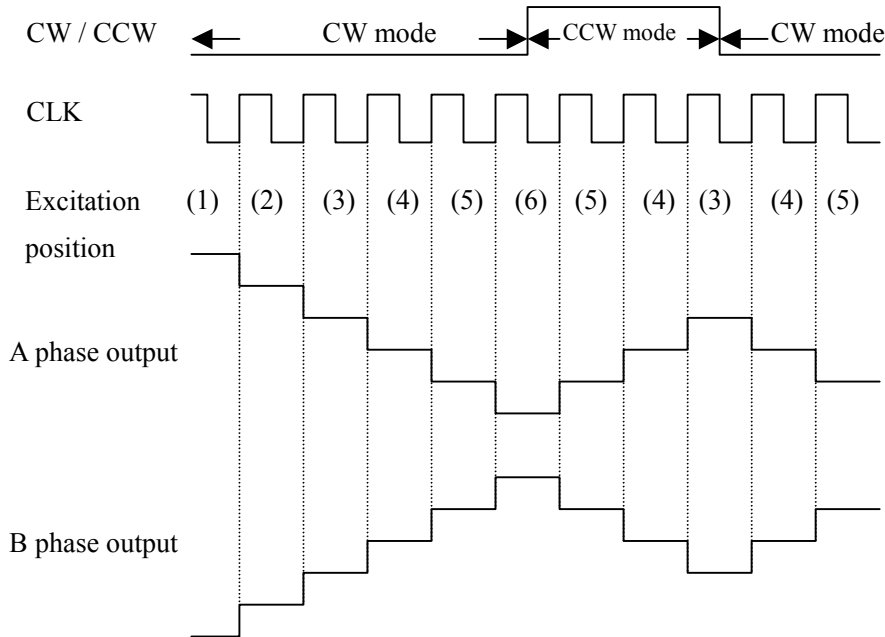 CW / CCW CW mode CCW mode CW mode
CLK
Excitation position (1) (2) (3) (4) (5) (6) (5) (4) (3) (4) (5)
A phase output
B phase output